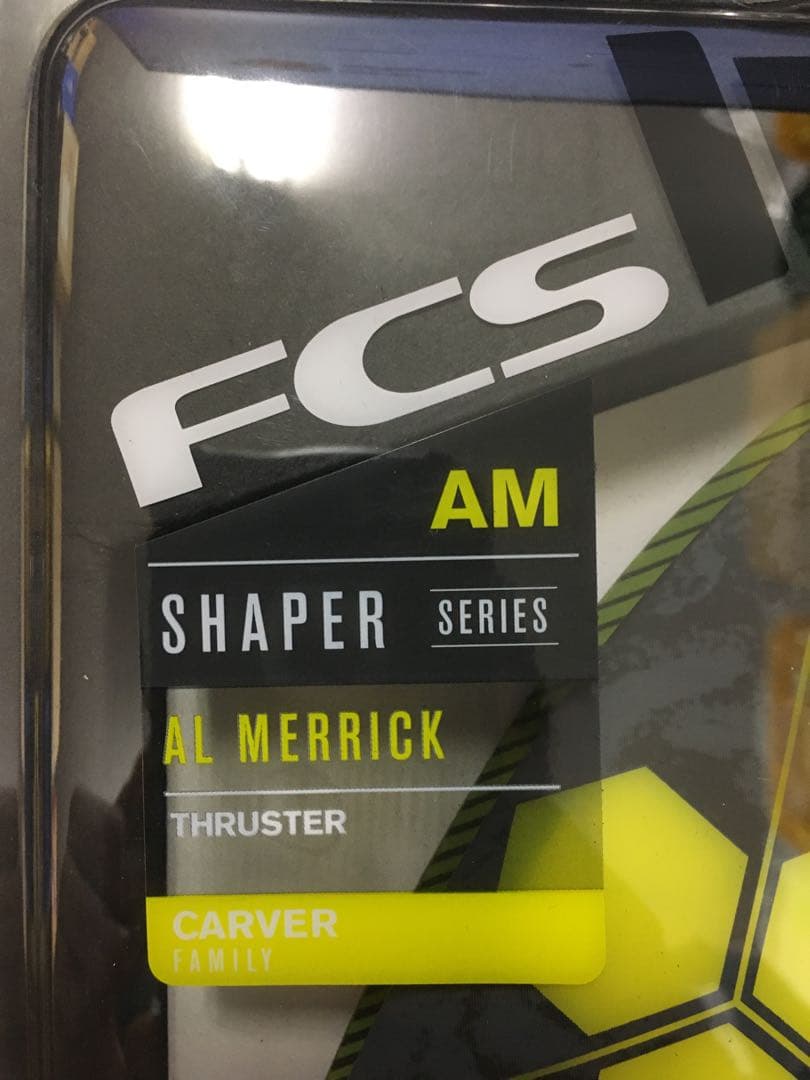 FCS
AM
SHAPER SERIES
AL MERRICK
THRUSTER
CARVER
FAMILY